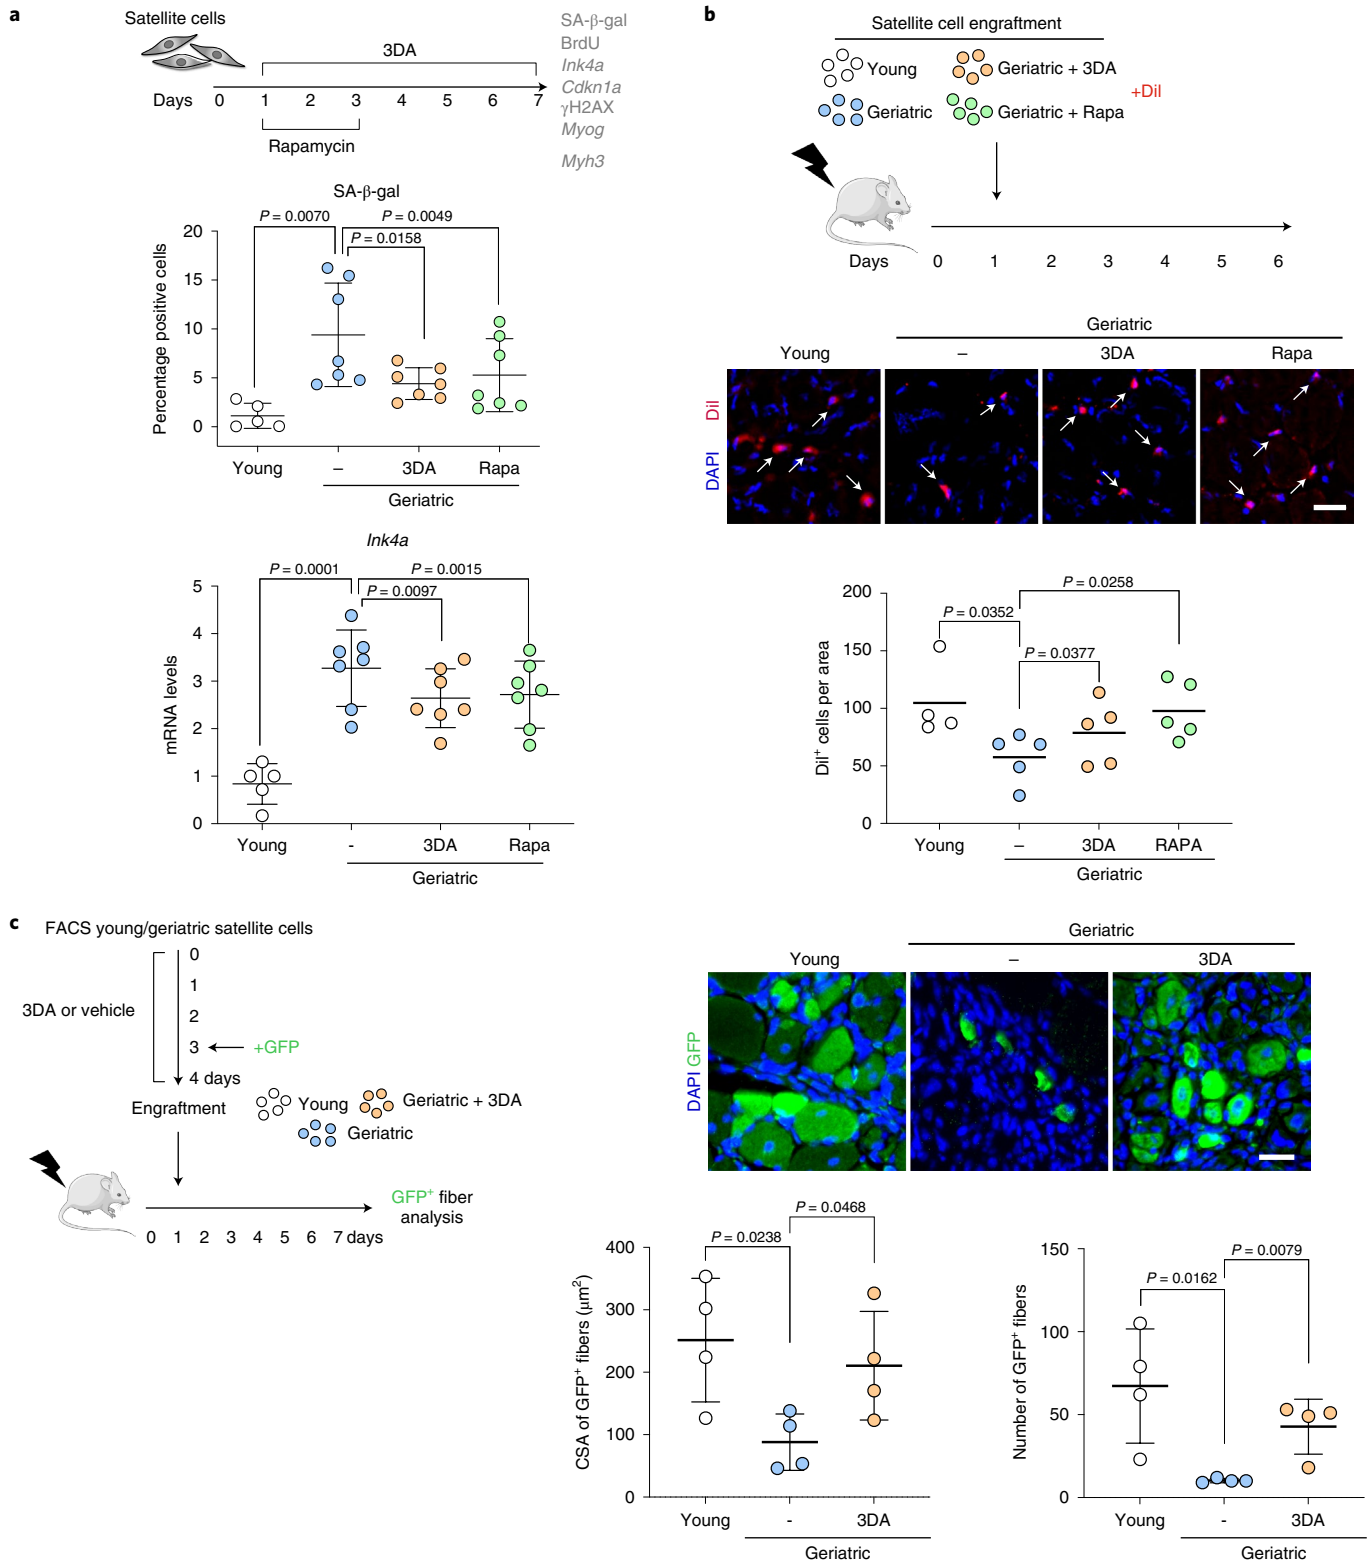 a
Satellite cells
3DA
Days 0 1 2 3 4 5 6 7
Rapamycin
SA-β-gal
BrdU
Ink4a
Cdkn1a
γH2AX
Myog
Myh3
SA-β-gal
P = 0.0070 P = 0.0049
P = 0.0158
Percentage positive cells
20
15
10
5
0
Young – 3DA Rapa
Geriatric
Ink4a
P = 0.0001 P = 0.0015
P = 0.0097
mRNA levels
5
4
3
2
1
0
Young - 3DA Rapa
Geriatric
b
Satellite cell engraftment
Young Geriatric + 3DA
Geriatric Geriatric + Rapa
+Dil
Days 0 1 2 3 4 5 6
Geriatric
Young – 3DA Rapa
DAPI Dil
P = 0.0258
P = 0.0352
P = 0.0377
Dil+ cells per area
200
150
100
50
0
Young – 3DA RAPA
Geriatric
c
FACS young/geriatric satellite cells
0
1
3DA or vehicle
2
3 +GFP
4 days
Engraftment
Young Geriatric + 3DA
Geriatric
GFP+ fiber
analysis
0 1 2 3 4 5 6 7 days
Geriatric
Young – 3DA
DAPI GFP
P = 0.0468
P = 0.0238
CSA of GFP+ fibers (μm2)
400
300
200
100
0
Young - 3DA
Geriatric
P = 0.0079
P = 0.0162
Number of GFP+ fibers
150
100
50
0
Young - 3DA
Geriatric